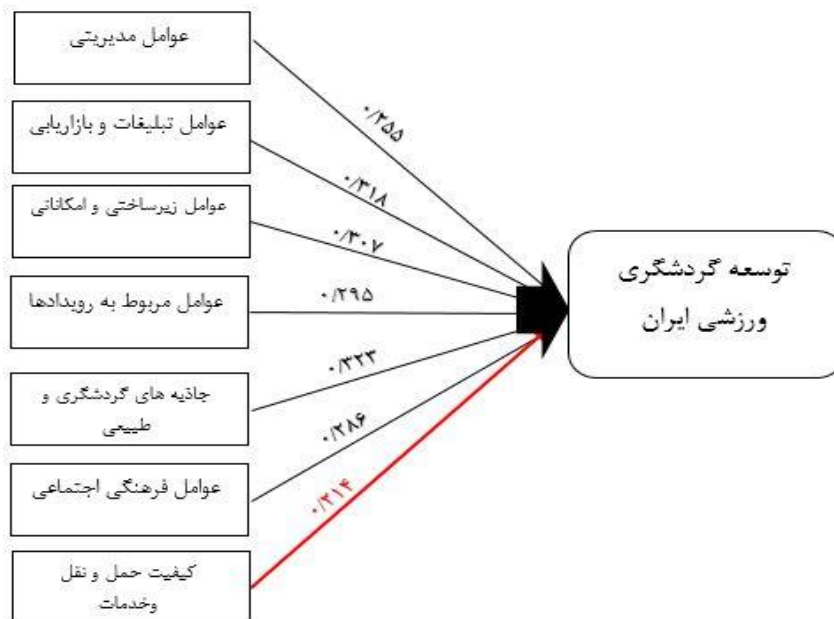 عوامل مدیریتی
۰/۲۵۵
عوامل تبلیغات و بازاریابی
۰/۳۱۸
عوامل زیرساختی و امکاناتی
۰/۳۰۷
عوامل مربوط به رویدادها
۰/۲۹۵
جاذبه های گردشگری و
طبیعی
۰/۳۲۳
عوامل فرهنگی اجتماعی
۰/۲۸۶
کیفیت حمل و نقل
وخدمات
۰/۲۱۴
توسعه گردشگری
ورزشی ایران